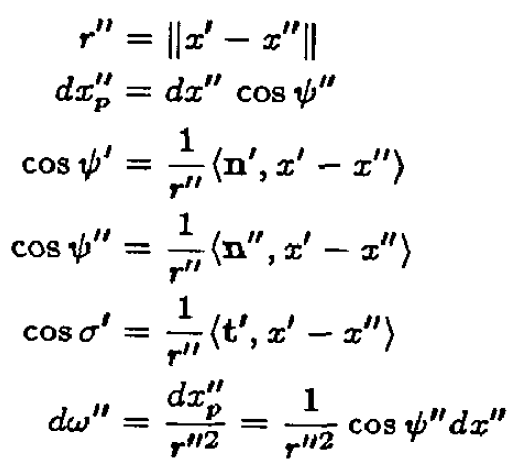 r'' = ‖x' − x''‖
dx''_p = dx'' cos ψ''
cos ψ' = 1/r'' ⟨n', x' − x''⟩
cos ψ'' = 1/r'' ⟨n'', x' − x''⟩
cos σ' = 1/r'' ⟨t', x' − x''⟩
dω'' = dx''_p/r''² = 1/r''² cos ψ'' dx''